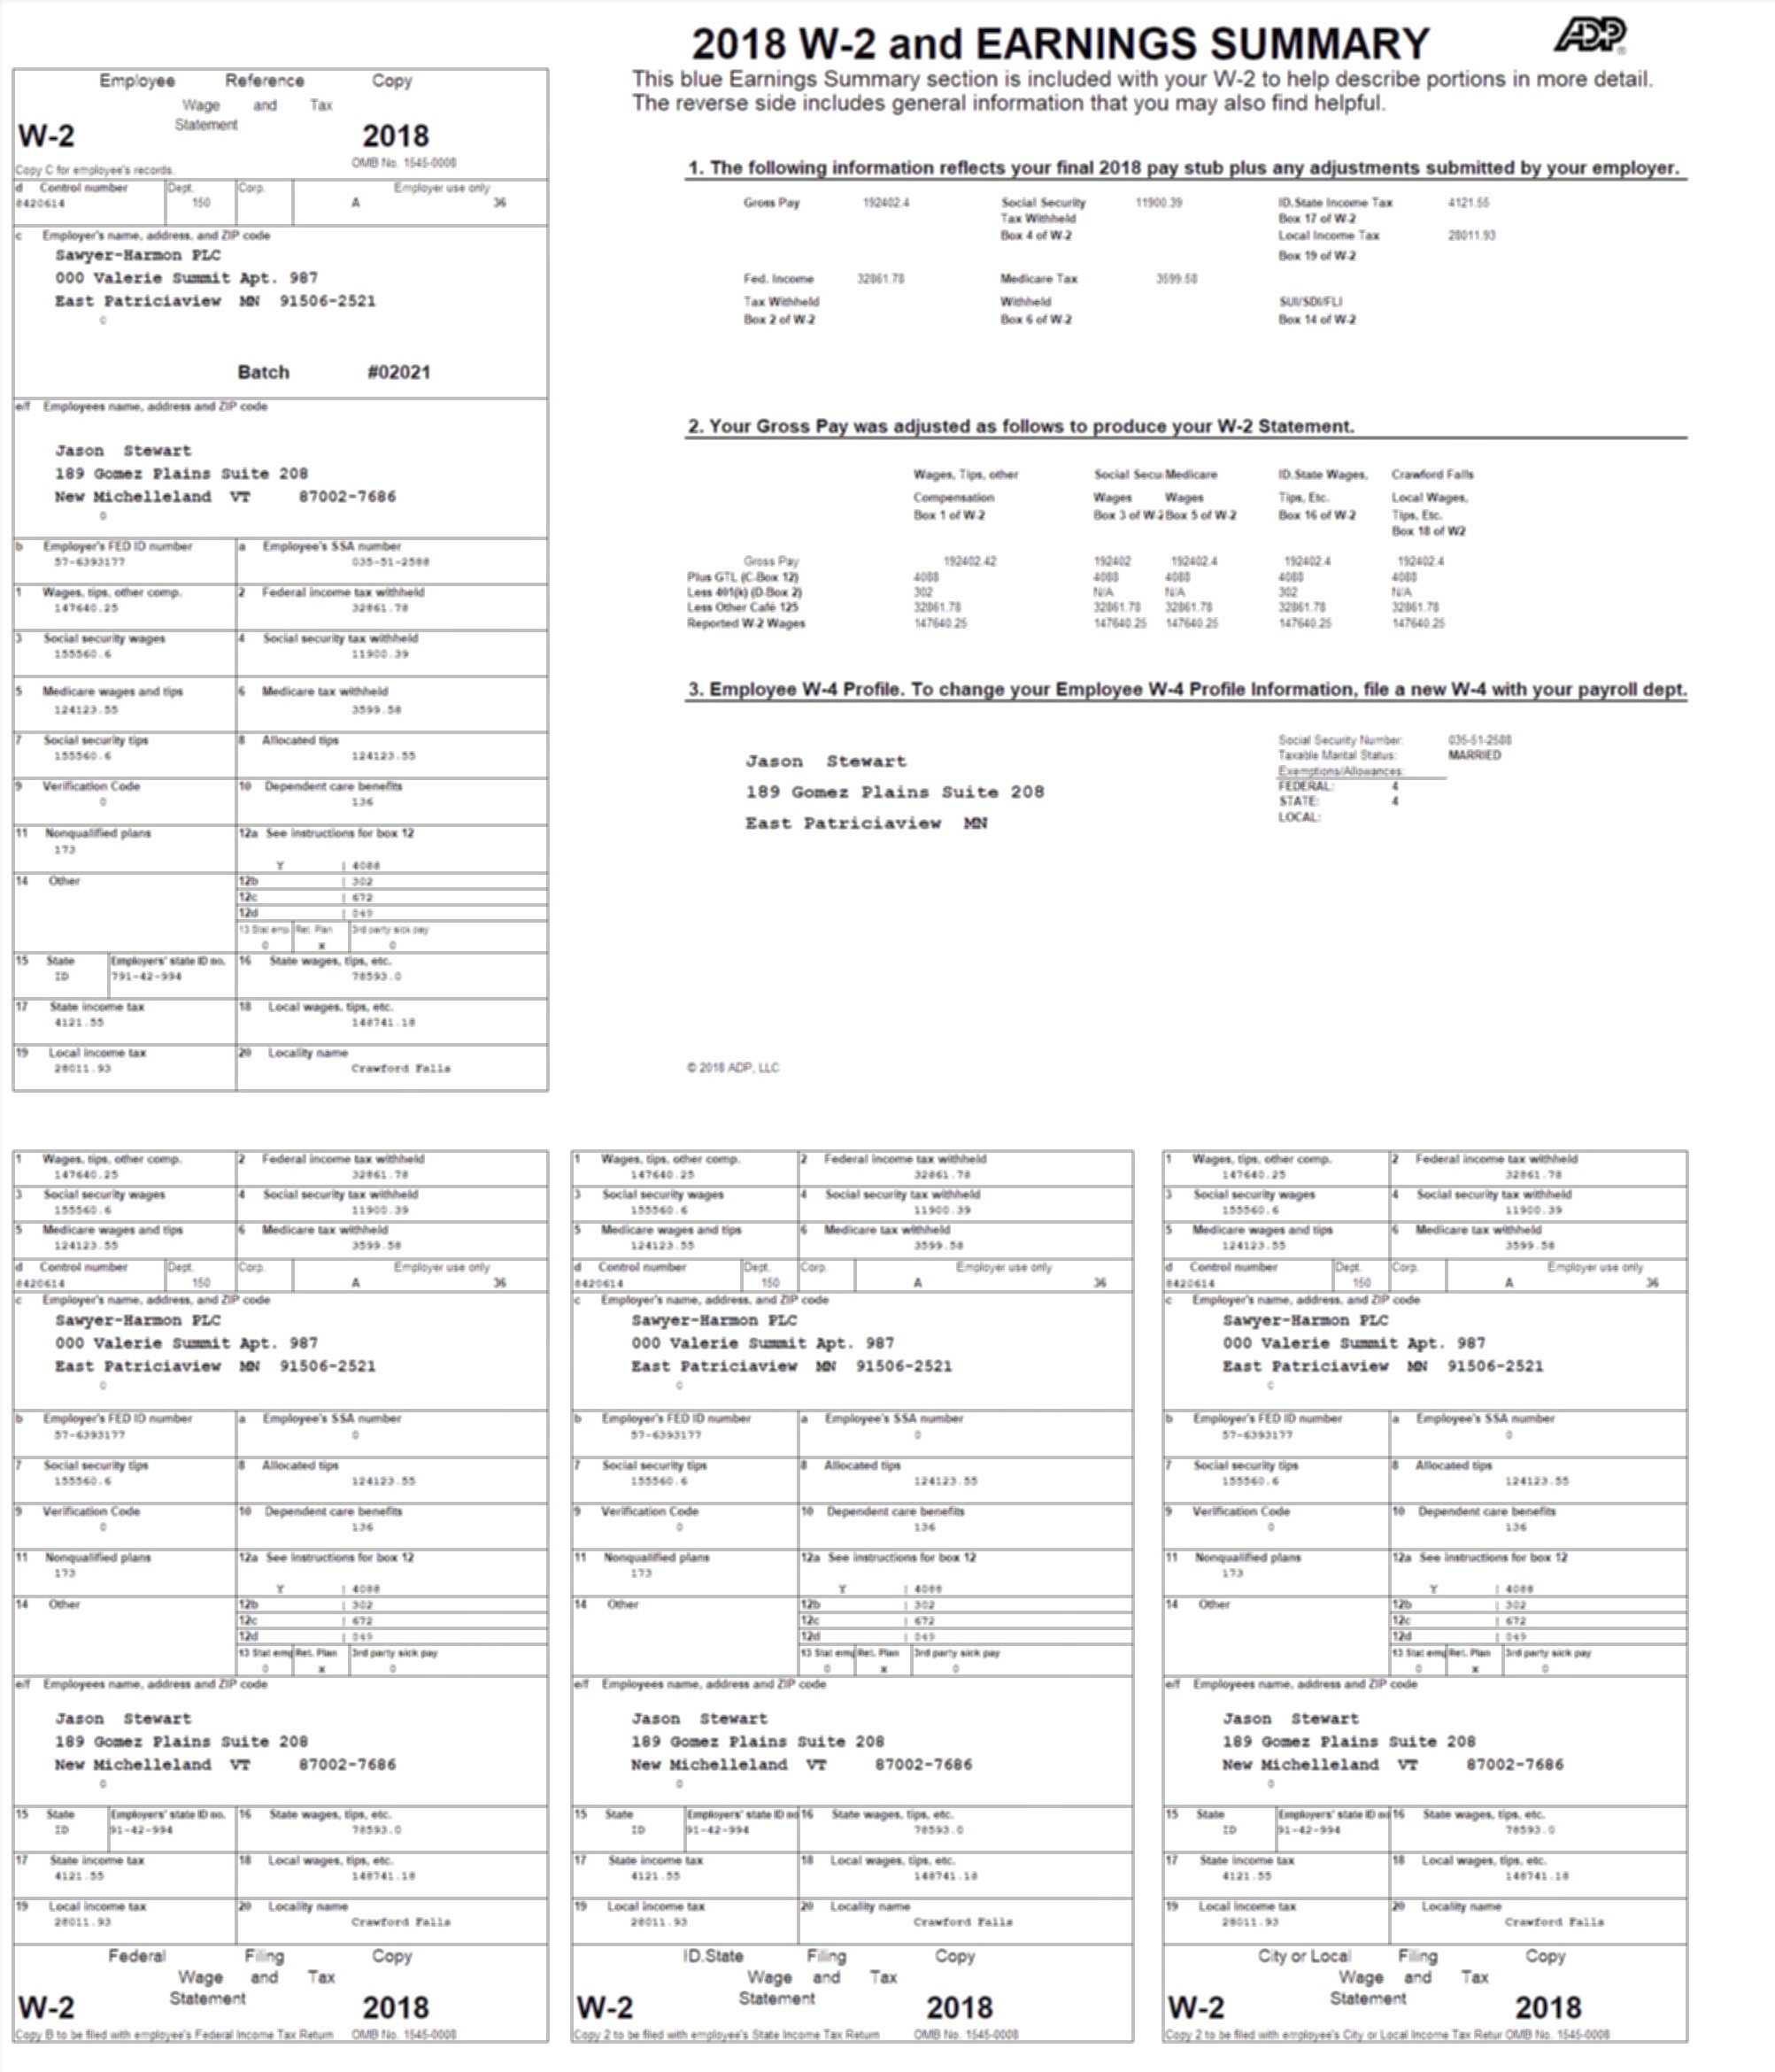 2018 W-2 and EARNINGS SUMMARY
ADP®
This blue Earnings Summary section is included with your W-2 to help describe portions in more detail.
The reverse side includes general information that you may also find helpful.
Employee Reference Copy
Wage and Tax
Statement
W-2 2018
Copy C for employee's records. OMB No. 1545-0008
d Control number Dept. Corp. Employer use only
8420614 150 A 36
c Employer's name, address, and ZIP code
Sawyer-Harmon PLC
000 Valerie Summit Apt. 987
East Patriciaview MN 91506-2521
0
Batch #02021
e/f Employees name, address and ZIP code
Jason Stewart
189 Gomez Plains Suite 208
New Michelleland VT 87002-7686
0
b Employer's FED ID number a Employee's SSA number
57-6393177 035-51-2588
1 Wages, tips, other comp. 2 Federal income tax withheld
147640.25 32861.78
3 Social security wages 4 Social security tax withheld
155560.6 11900.39
5 Medicare wages and tips 6 Medicare tax withheld
124123.55 3599.58
7 Social security tips 8 Allocated tips
155560.6 124123.55
9 Verification Code 10 Dependent care benefits
0 136
11 Nonqualified plans 12a See instructions for box 12
173
Y | 4088
14 Other 12b | 302
12c | 672
12d | 049
13 Stat emp. Ret. Plan 3rd party sick pay
0 x 0
15 State Employers' state ID no. 16 State wages, tips, etc.
ID 791-42-994 78593.0
17 State income tax 18 Local wages, tips, etc.
4121.55 148741.18
19 Local income tax 20 Locality name
28011.93 Crawford Falls
1. The following information reflects your final 2018 pay stub plus any adjustments submitted by your employer.
Gross Pay 192402.4 Social Security 11900.39 ID.State Income Tax 4121.55
Tax Withheld Box 17 of W-2
Box 4 of W-2 Local Income Tax 28011.93
Box 19 of W-2
Fed. Income 32861.78 Medicare Tax 3599.58
Tax Withheld Withheld SUI/SDI/FLI
Box 2 of W-2 Box 6 of W-2 Box 14 of W-2
2. Your Gross Pay was adjusted as follows to produce your W-2 Statement.
Wages, Tips, other Social Secu Medicare ID.State Wages, Crawford Falls
Compensation Wages Wages Tips, Etc. Local Wages,
Box 1 of W-2 Box 3 of W-2 Box 5 of W-2 Box 16 of W-2 Tips, Etc.
Box 18 of W2
Gross Pay 192402.42 192402 192402.4 192402.4 192402.4
Plus GTL (C-Box 12) 4088 4088 4088 4088 4088
Less 401(k) (D-Box 2) 302 N/A N/A 302 N/A
Less Other Café 125 32861.78 32861.78 32861.78 32861.78 32861.78
Reported W-2 Wages 147640.25 147640.25 147640.25 147640.25 147640.25
3. Employee W-4 Profile. To change your Employee W-4 Profile Information, file a new W-4 with your payroll dept.
Jason Stewart
189 Gomez Plains Suite 208
East Patriciaview MN
Social Security Number: 035-51-2588
Taxable Marital Status: MARRIED
Exemptions/Allowances:
FEDERAL: 4
STATE: 4
LOCAL:
© 2018 ADP, LLC
1 Wages, tips, other comp. 2 Federal income tax withheld
147640.25 32861.78
3 Social security wages 4 Social security tax withheld
155560.6 11900.39
5 Medicare wages and tips 6 Medicare tax withheld
124123.55 3599.58
d Control number Dept. Corp. Employer use only
8420614 150 A 36
c Employer's name, address, and ZIP code
Sawyer-Harmon PLC
000 Valerie Summit Apt. 987
East Patriciaview MN 91506-2521
0
b Employer's FED ID number a Employee's SSA number
57-6393177 0
7 Social security tips 8 Allocated tips
155560.6 124123.55
9 Verification Code 10 Dependent care benefits
0 136
11 Nonqualified plans 12a See instructions for box 12
173
Y | 4088
14 Other 12b | 302
12c | 672
12d | 049
13 Stat emp Ret. Plan 3rd party sick pay
0 x 0
e/f Employees name, address and ZIP code
Jason Stewart
189 Gomez Plains Suite 208
New Michelleland VT 87002-7686
0
15 State Employers' state ID no. 16 State wages, tips, etc.
ID 91-42-994 78593.0
17 State income tax 18 Local wages, tips, etc.
4121.55 148741.18
19 Local income tax 20 Locality name
28011.93 Crawford Falls
Federal Filing Copy
Wage and Tax
Statement
W-2 2018
Copy B to be filed with employee's Federal Income Tax Return OMB No. 1545-0008
1 Wages, tips, other comp. 2 Federal income tax withheld
147640.25 32861.78
3 Social security wages 4 Social security tax withheld
155560.6 11900.39
5 Medicare wages and tips 6 Medicare tax withheld
124123.55 3599.58
d Control number Dept. Corp. Employer use only
8420614 150 A 36
c Employer's name, address, and ZIP code
Sawyer-Harmon PLC
000 Valerie Summit Apt. 987
East Patriciaview MN 91506-2521
0
b Employer's FED ID number a Employee's SSA number
57-6393177 0
7 Social security tips 8 Allocated tips
155560.6 124123.55
9 Verification Code 10 Dependent care benefits
0 136
11 Nonqualified plans 12a See instructions for box 12
173
Y | 4088
14 Other 12b | 302
12c | 672
12d | 049
13 Stat emp Ret. Plan 3rd party sick pay
0 x 0
e/f Employees name, address and ZIP code
Jason Stewart
189 Gomez Plains Suite 208
New Michelleland VT 87002-7686
0
15 State Employers' state ID no 16 State wages, tips, etc.
ID 91-42-994 78593.0
17 State income tax 18 Local wages, tips, etc.
4121.55 148741.18
19 Local income tax 20 Locality name
28011.93 Crawford Falls
ID.State Filing Copy
Wage and Tax
Statement
W-2 2018
Copy 2 to be filed with employee's State Income Tax Return OMB No. 1545-0008
1 Wages, tips, other comp. 2 Federal income tax withheld
147640.25 32861.78
3 Social security wages 4 Social security tax withheld
155560.6 11900.39
5 Medicare wages and tips 6 Medicare tax withheld
124123.55 3599.58
d Control number Dept. Corp. Employer use only
8420614 150 A 36
c Employer's name, address, and ZIP code
Sawyer-Harmon PLC
000 Valerie Summit Apt. 987
East Patriciaview MN 91506-2521
0
b Employer's FED ID number a Employee's SSA number
57-6393177 0
7 Social security tips 8 Allocated tips
155560.6 124123.55
9 Verification Code 10 Dependent care benefits
0 136
11 Nonqualified plans 12a See instructions for box 12
173
Y | 4088
14 Other 12b | 302
12c | 672
12d | 049
13 Stat emp Ret. Plan 3rd party sick pay
0 x 0
e/f Employees name, address and ZIP code
Jason Stewart
189 Gomez Plains Suite 208
New Michelleland VT 87002-7686
0
15 State Employers' state ID no 16 State wages, tips, etc.
ID 91-42-994 78593.0
17 State income tax 18 Local wages, tips, etc.
4121.55 148741.18
19 Local income tax 20 Locality name
28011.93 Crawford Falls
City or Local Filing Copy
Wage and Tax
Statement
W-2 2018
Copy 2 to be filed with employee's City or Local Income Tax Retur OMB No. 1545-0008